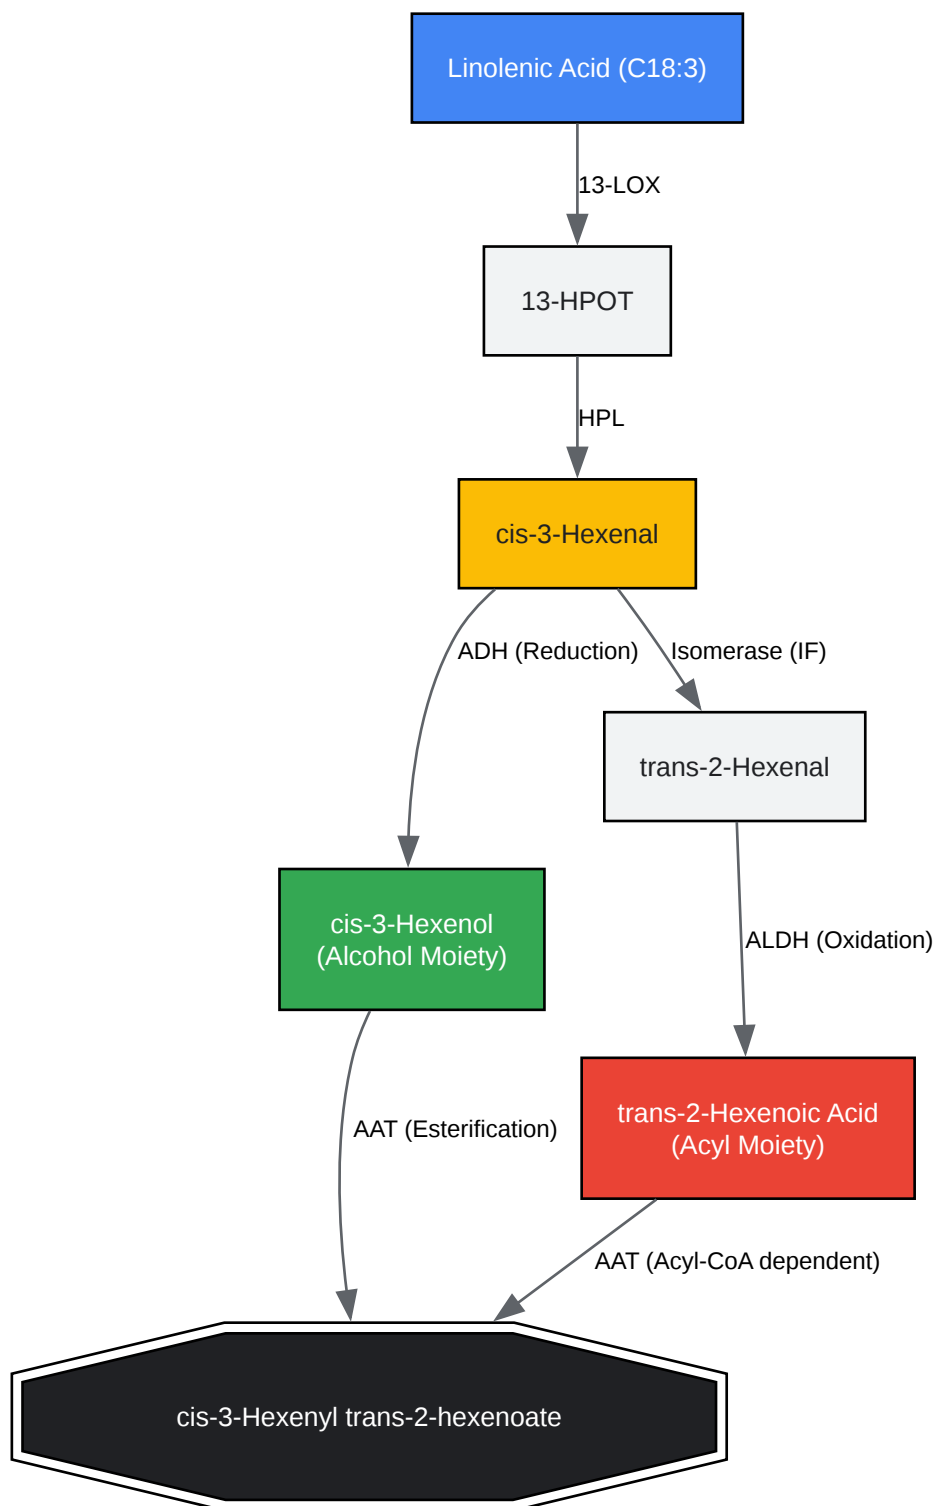 Linolenic Acid (C18:3)
13-LOX
13-HPOT
HPL
cis-3-Hexenal
ADH (Reduction)
Isomerase (IF)
trans-2-Hexenal
cis-3-Hexenol
(Alcohol Moiety)
ALDH (Oxidation)
trans-2-Hexenoic Acid
(Acyl Moiety)
AAT (Esterification)
AAT (Acyl-CoA dependent)
cis-3-Hexenyl trans-2-hexenoate